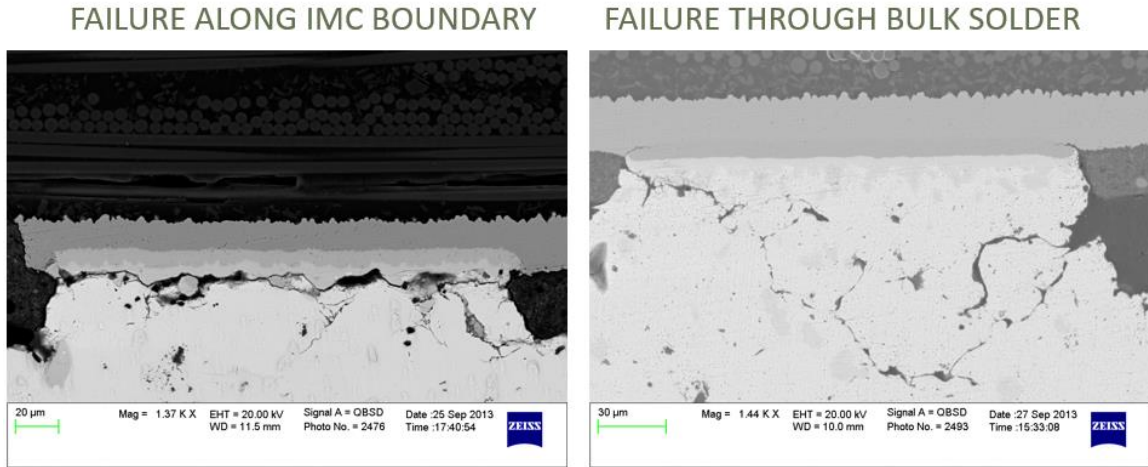 FAILURE ALONG IMC BOUNDARY
FAILURE THROUGH BULK SOLDER
20 µm
Mag = 1.37 K X
EHT = 20.00 kV
WD = 11.5 mm
Signal A = QBSD
Photo No. = 2476
Date :25 Sep 2013
Time :17:40:54
ZEISS
30 µm
Mag = 1.44 K X
EHT = 20.00 kV
WD = 10.0 mm
Signal A = QBSD
Photo No. = 2493
Date :27 Sep 2013
Time :15:33:08
ZEISS